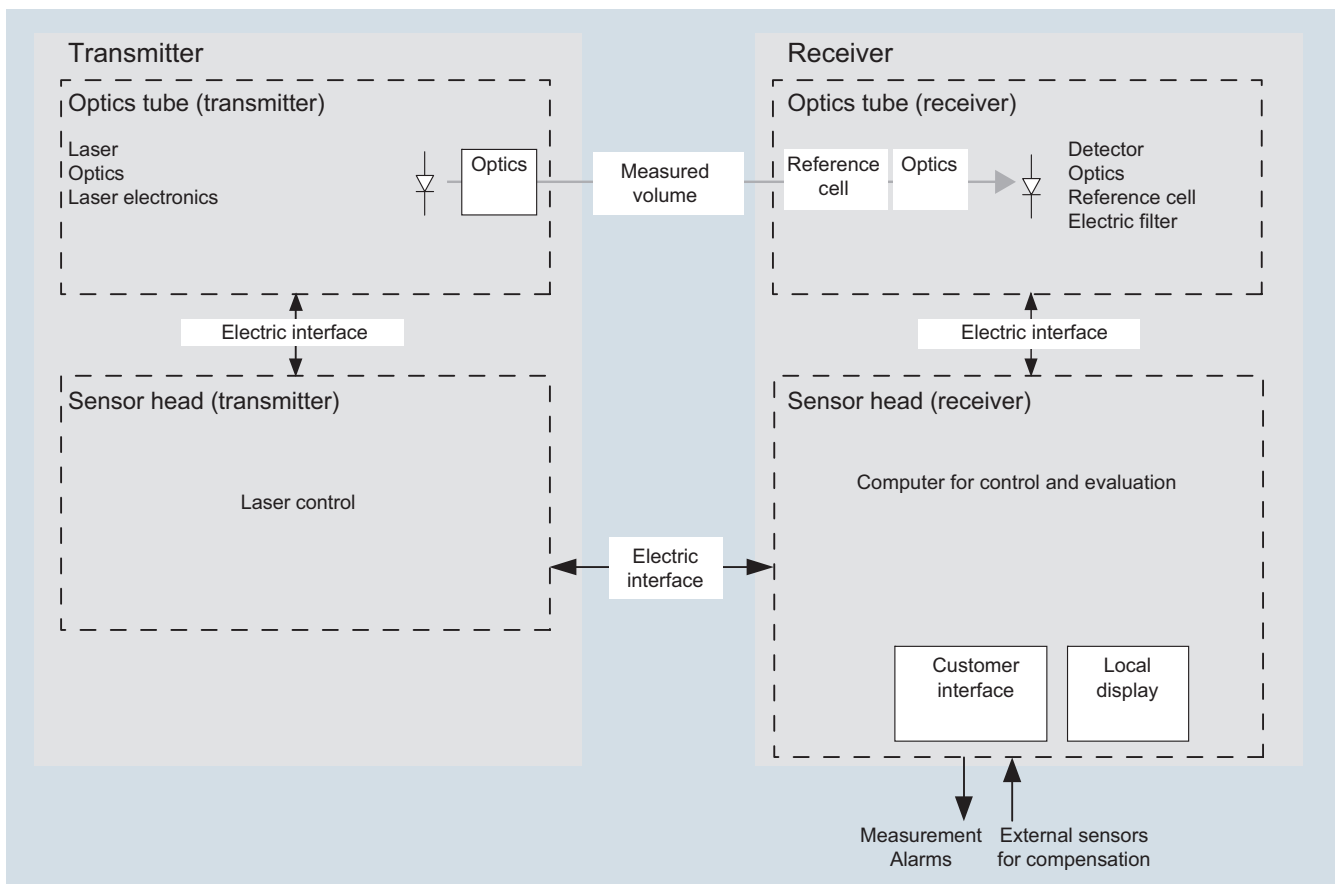 Transmitter
Optics tube (transmitter)
Laser
Optics
Laser electronics
Optics
Measured
volume
Receiver
Optics tube (receiver)
Reference
cell
Optics
Detector
Optics
Reference cell
Electric filter
Electric interface
Electric interface
Sensor head (transmitter)
Laser control
Electric
interface
Sensor head (receiver)
Computer for control and evaluation
Customer
interface
Local
display
Measurement
Alarms
External sensors
for compensation